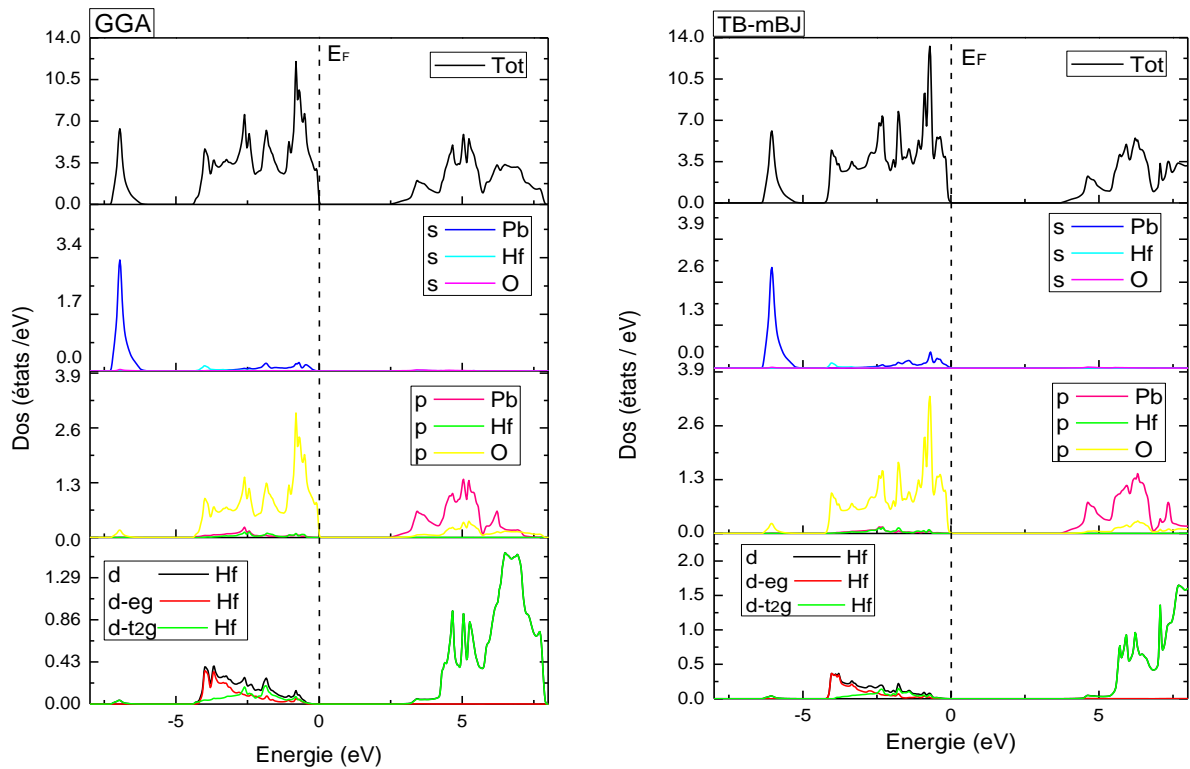 GGA
14.0
10.5
7.0
3.5
0.0
EF
Tot
3.4
1.7
0.0
s Pb
s Hf
s O
3.9
2.6
1.3
0.0
p Pb
p Hf
p O
1.29
0.86
0.43
0.00
d Hf
d-eg Hf
d-t2g Hf
-5
0
5
Energie (eV)
Dos (états /eV)
TB-mBJ
14.0
10.5
7.0
3.5
0.0
EF
Tot
3.9
2.6
1.3
0.0
s Pb
s Hf
s O
3.9
2.6
1.3
0.0
p Pb
p Hf
p O
2.0
1.5
1.0
0.5
0.0
d Hf
d-eg Hf
d-t2g Hf
-5
0
5
Energie (eV)
Dos (états / eV)